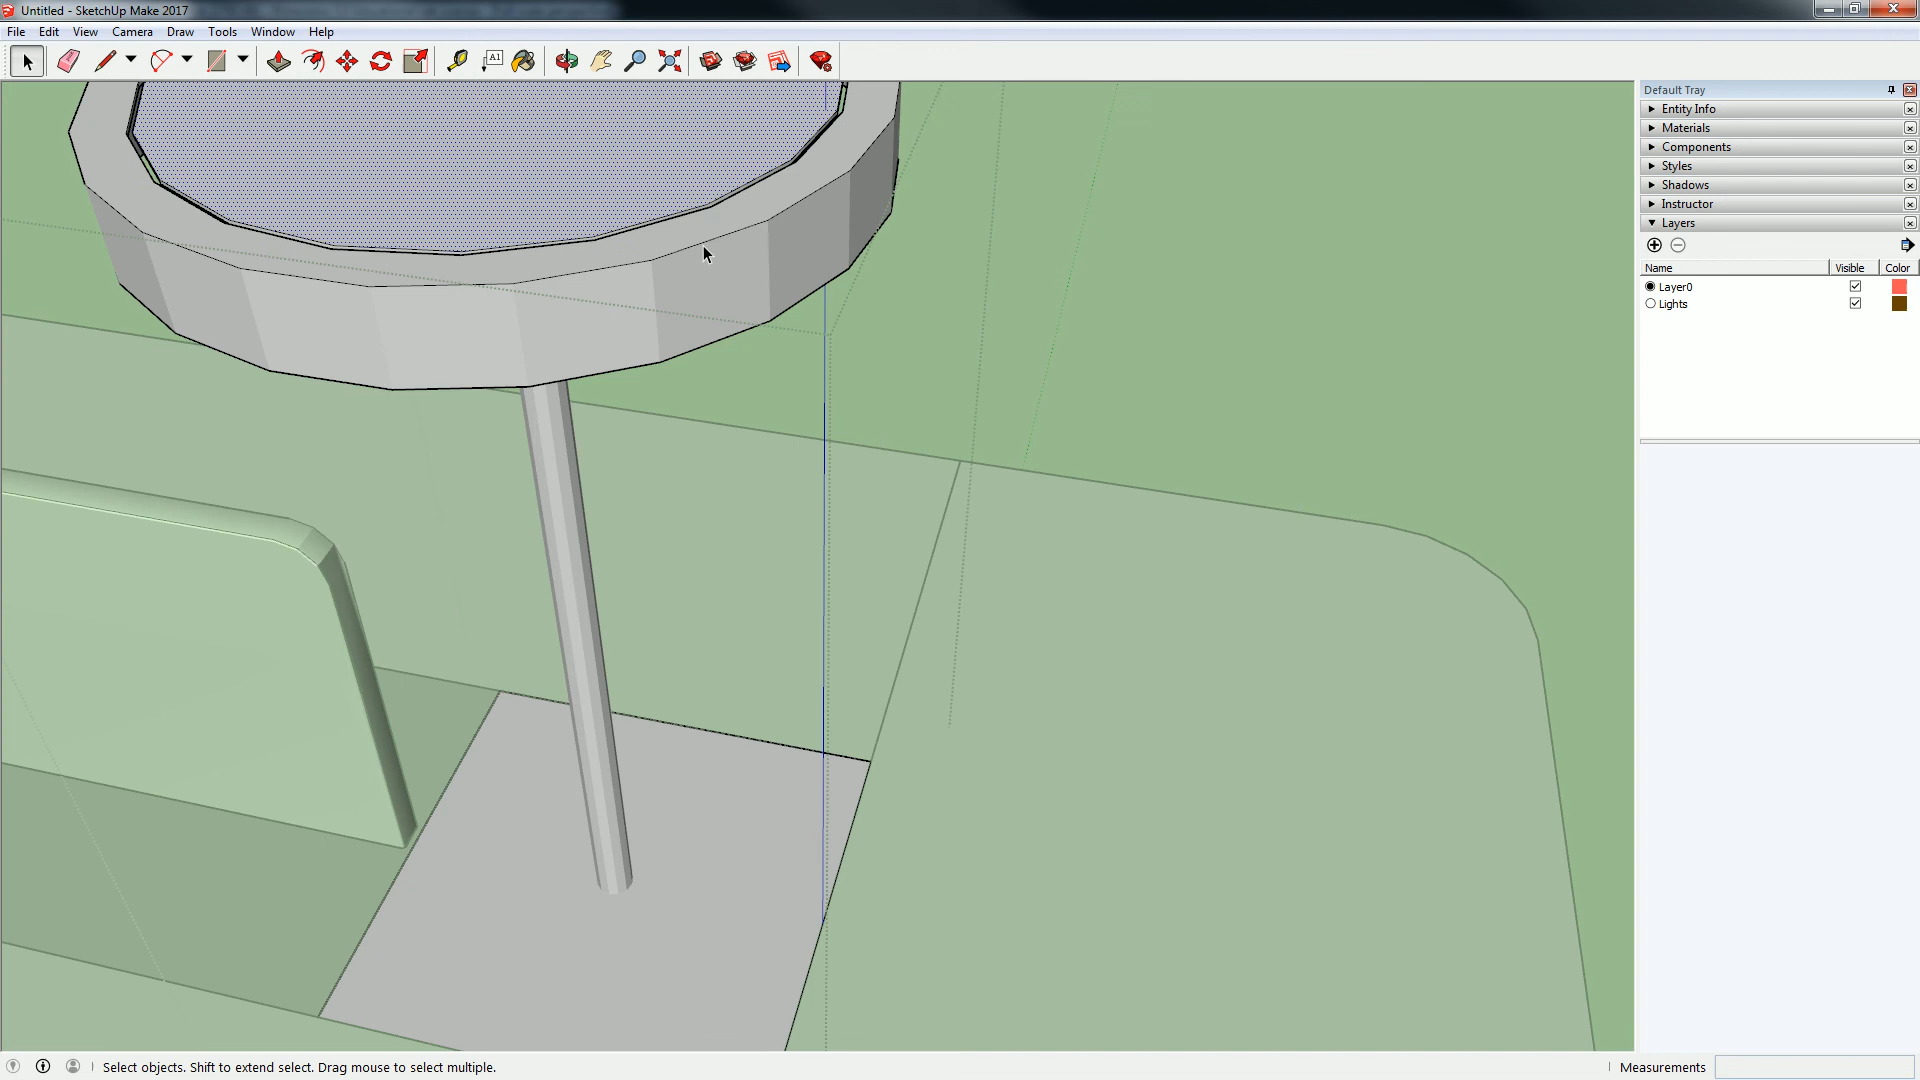 Untitled - SketchUp Make 2017
File Edit View Camera Draw Tools Window Help
A1
Default Tray
Entity Info
Materials
Components
Styles
Shadows
Instructor
Layers
Name Visible Color
Layer0
Lights
Select objects. Shift to extend select. Drag mouse to select multiple.
Measurements